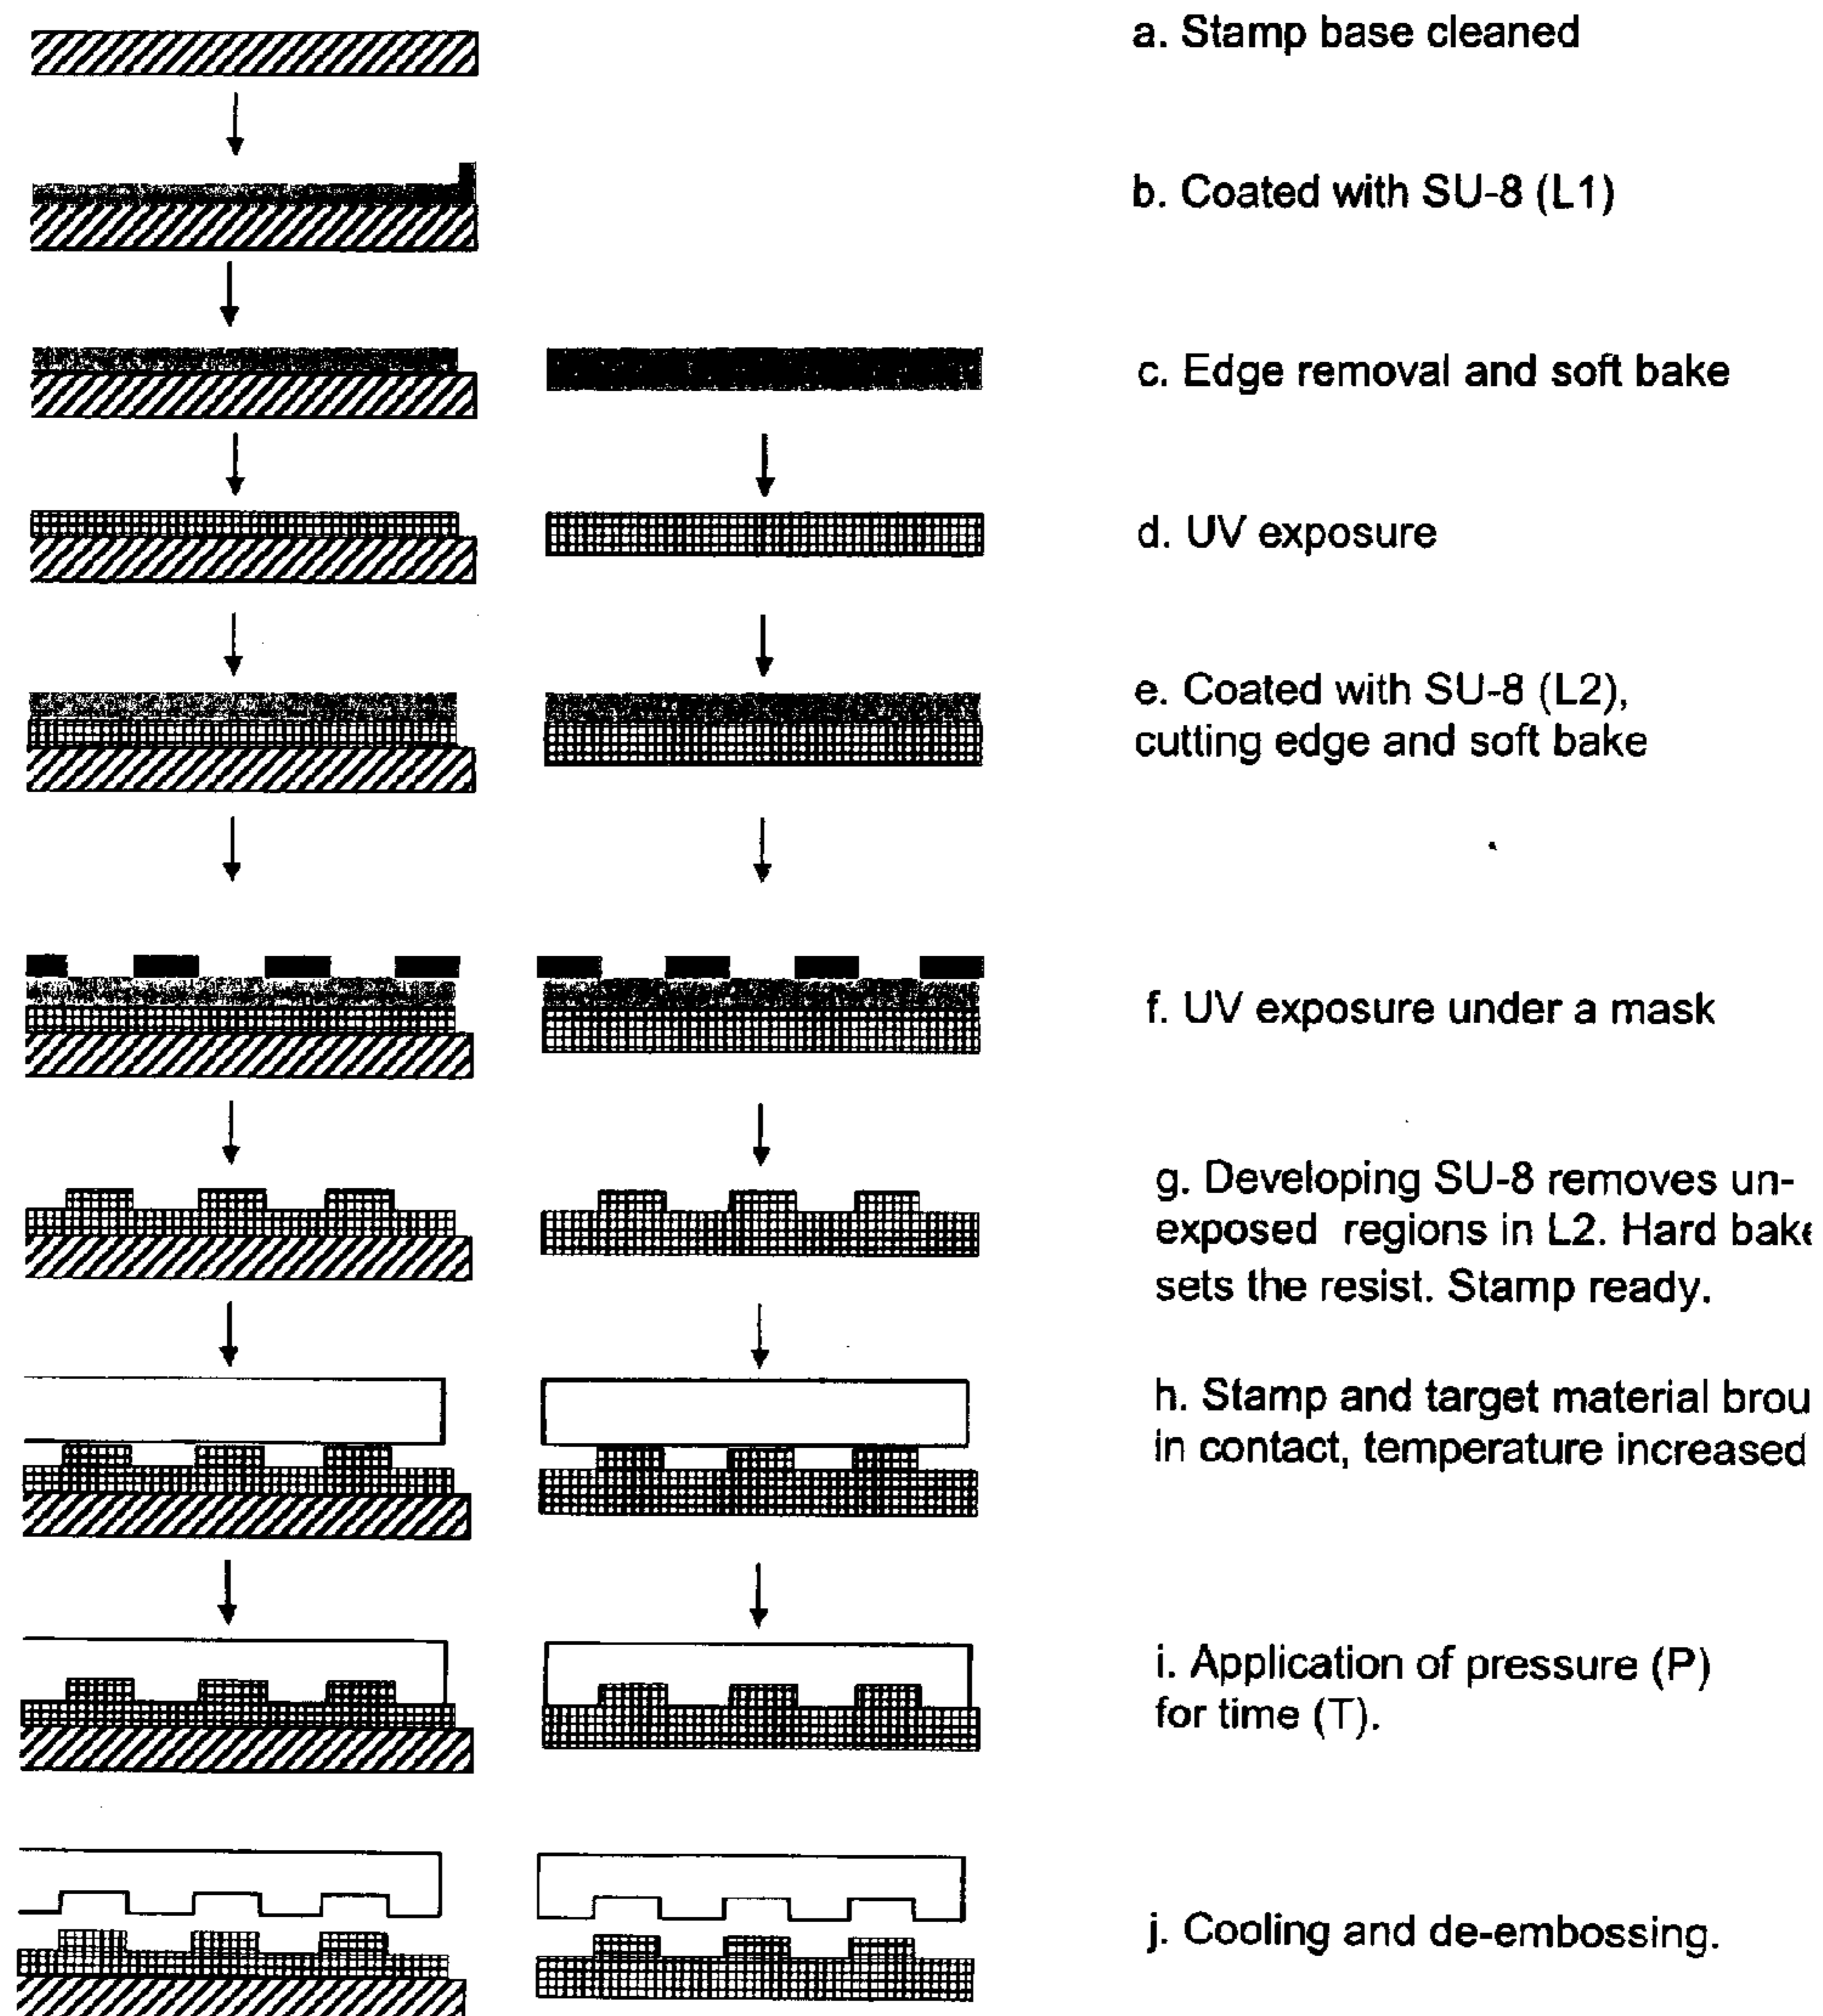 a. Stamp base cleaned
b. Coated with SU-8 (L1)
c. Edge removal and soft bake
d. UV exposure
e. Coated with SU-8 (L2),
cutting edge and soft bake
f. UV exposure under a mask
g. Developing SU-8 removes un-
exposed regions in L2. Hard
sets the resist. Stamp ready.
h. Stamp and target material
in contact, temperature increased
i. Application of pressure (P)
for time (T).
j. Cooling and de-embossing.